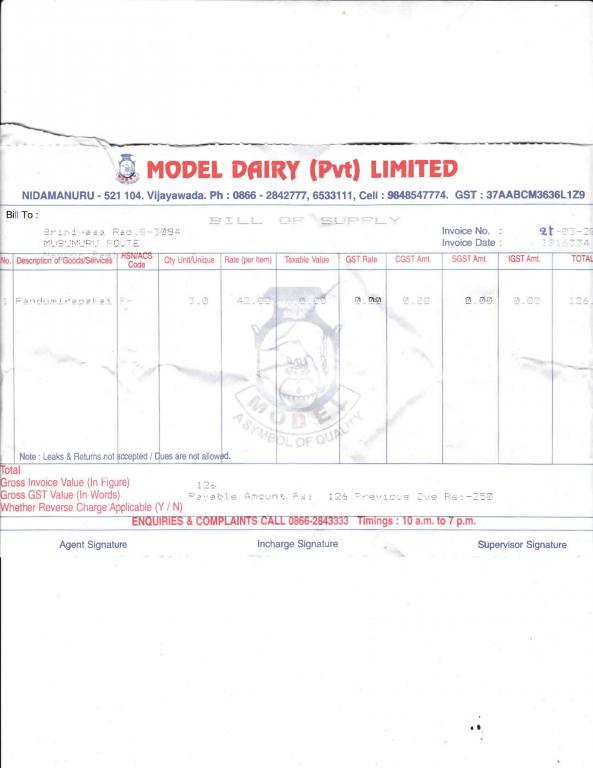 MODEL DAIRY (Pvt) LIMITED
NIDAMANURU - 521 104. Vijayawada. Ph : 0866 - 2842777, 6533111, Cell : 9848547774. GST : 37AABCM3636L1Z9
Bill To :
BILL OF SUPPLY
Srinivasa Rao.B-309A
MUSUNURU ROUTE
Invoice No. : 21-03-20
Invoice Date : 1816334
No. Description of Goods/Services HSN/ACS Code Qty Unit/Unique Rate (per item) Taxable Value GST Rate CGST Amt. SGST Amt. IGST Amt. TOTAL
1 Pandumirapakai P- 3.0 42.00 0.00 0.00 0.00 0.00 0.00 126.
MODEL
MILK
MODEL
A SYMBOL OF QUALITY
Note : Leaks & Returns not accepted / Dues are not allowed.
Total
Gross Invoice Value (In Figure) 126
Gross GST Value (In Words) Payable Amount Rs: 126 Previous Due Rs:-250
Whether Reverse Charge Applicable (Y / N)
ENQUIRIES & COMPLAINTS CALL 0866-2843333 Timings : 10 a.m. to 7 p.m.
Agent Signature Incharge Signature Supervisor Signature